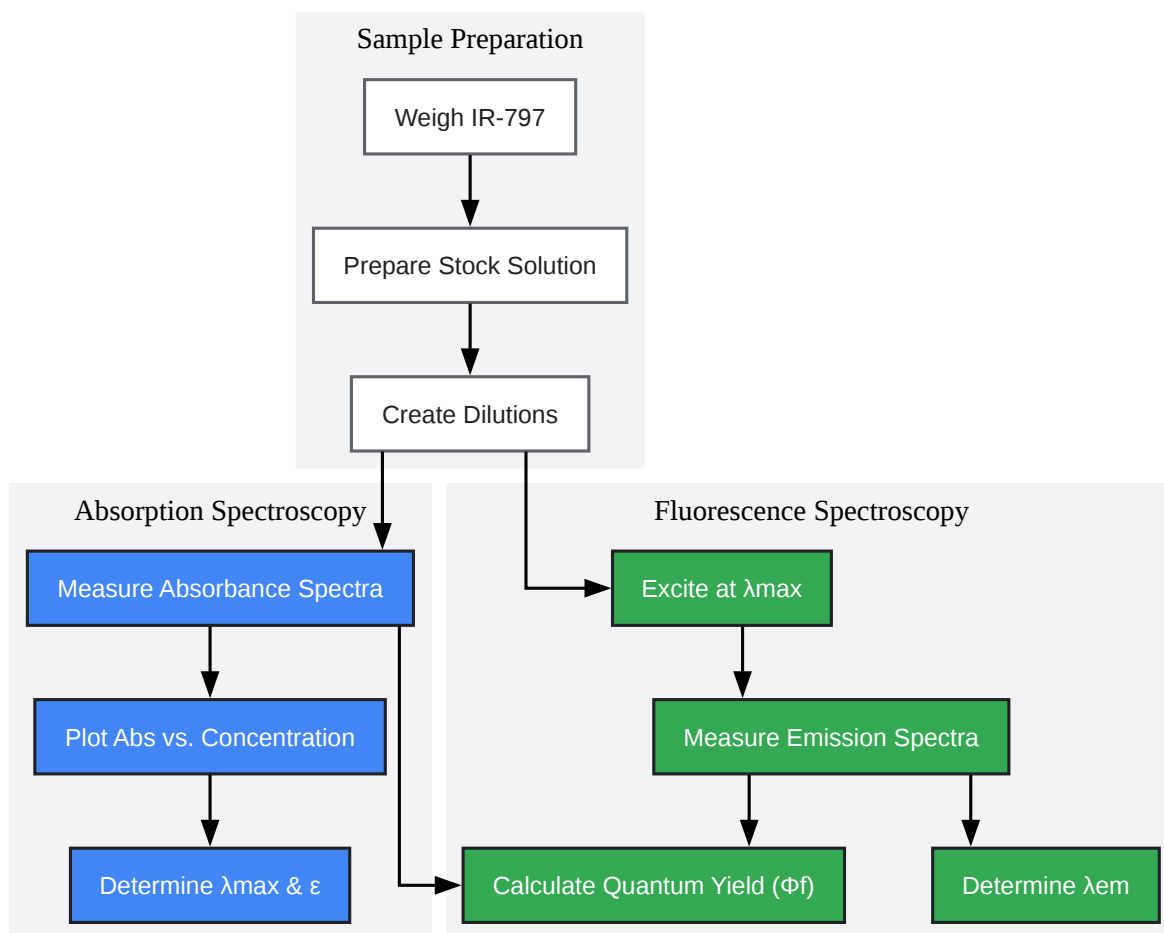 Sample Preparation
Weigh IR-797
Prepare Stock Solution
Create Dilutions
Absorption Spectroscopy
Measure Absorbance Spectra
Plot Abs vs. Concentration
Determine λmax & ε
Fluorescence Spectroscopy
Excite at λmax
Measure Emission Spectra
Calculate Quantum Yield (Φf)
Determine λem